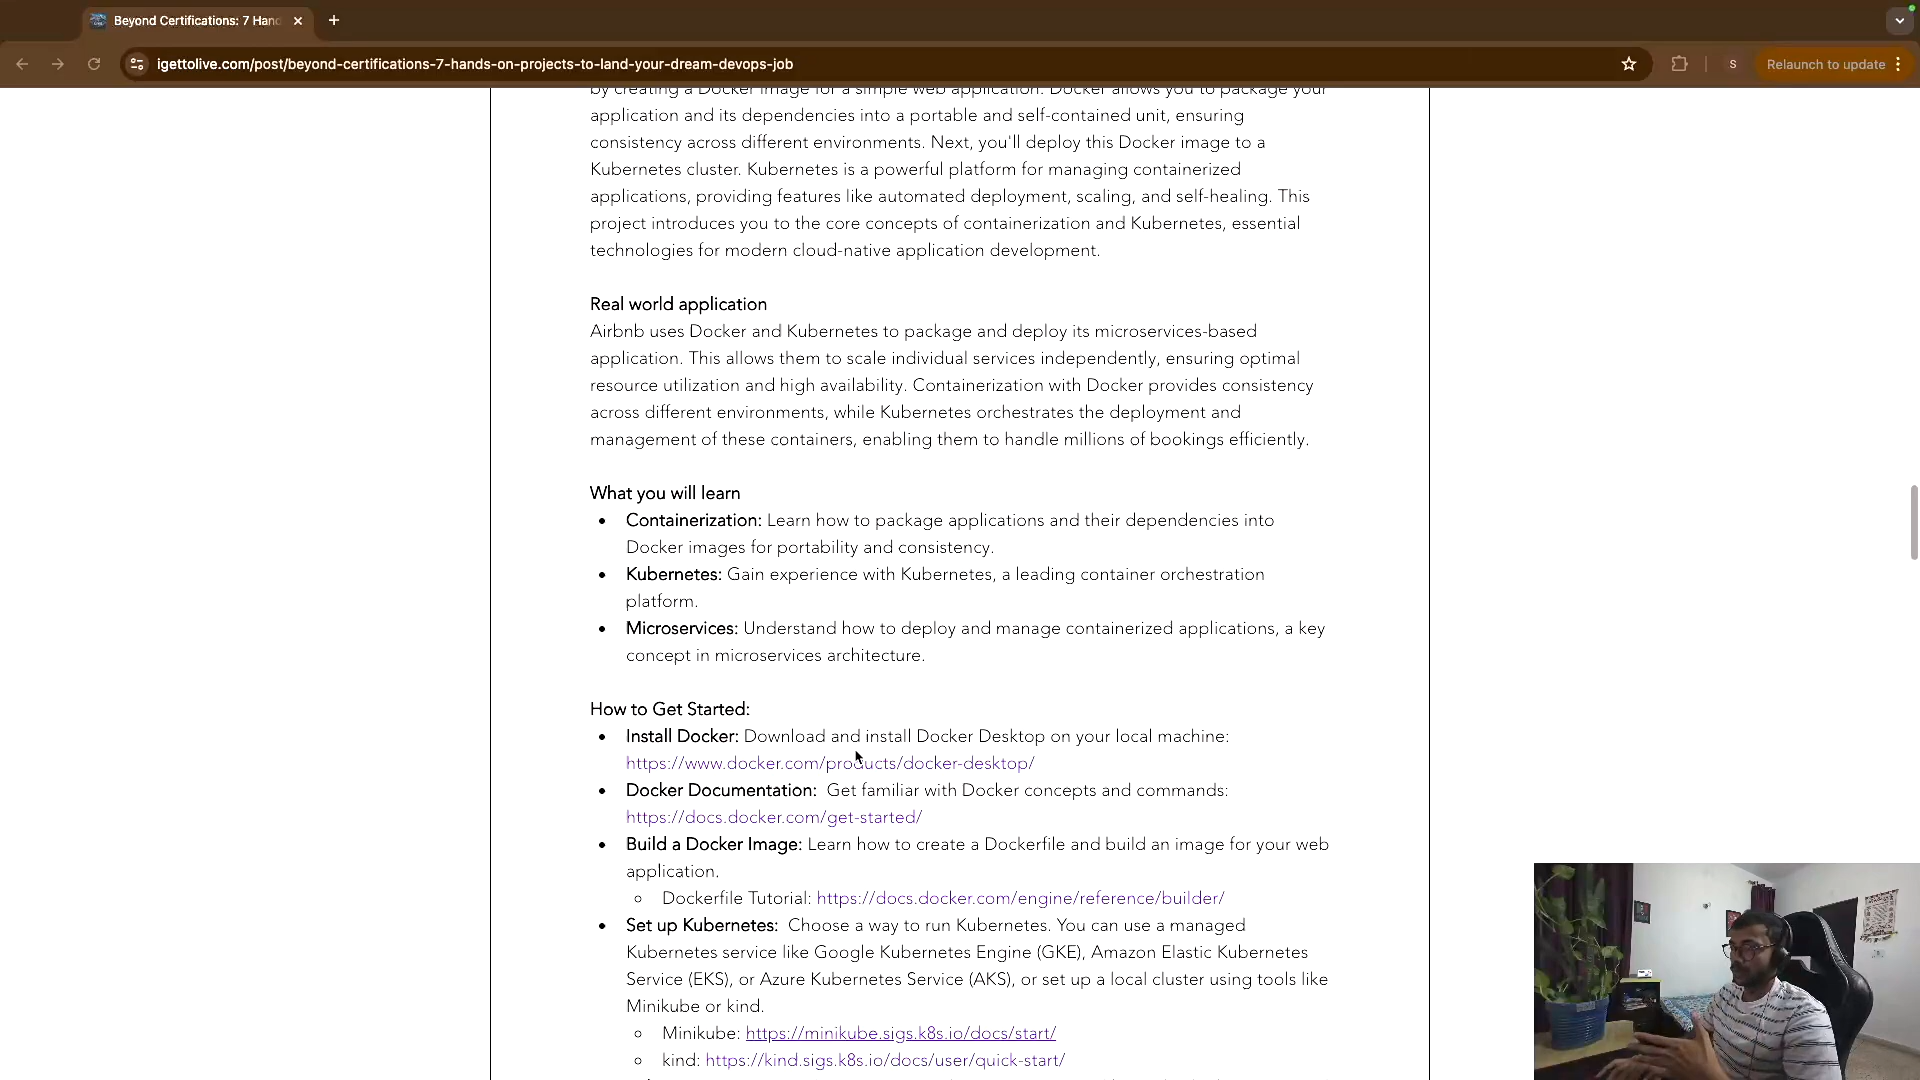 Beyond Certifications: 7 Hand
igettolive.com/post/beyond-certifications-7-hands-on-projects-to-land-your-dream-devops-job
S
Relaunch to update
by creating a Docker image for a simple web application. Docker allows you to package your
application and its dependencies into a portable and self-contained unit, ensuring
consistency across different environments. Next, you'll deploy this Docker image to a
Kubernetes cluster. Kubernetes is a powerful platform for managing containerized
applications, providing features like automated deployment, scaling, and self-healing. This
project introduces you to the core concepts of containerization and Kubernetes, essential
technologies for modern cloud-native application development.
Real world application
Airbnb uses Docker and Kubernetes to package and deploy its microservices-based
application. This allows them to scale individual services independently, ensuring optimal
resource utilization and high availability. Containerization with Docker provides consistency
across different environments, while Kubernetes orchestrates the deployment and
management of these containers, enabling them to handle millions of bookings efficiently.
What you will learn
• Containerization: Learn how to package applications and their dependencies into
Docker images for portability and consistency.
• Kubernetes: Gain experience with Kubernetes, a leading container orchestration
platform.
• Microservices: Understand how to deploy and manage containerized applications, a key
concept in microservices architecture.
How to Get Started:
• Install Docker: Download and install Docker Desktop on your local machine:
https://www.docker.com/products/docker-desktop/
• Docker Documentation: Get familiar with Docker concepts and commands:
https://docs.docker.com/get-started/
• Build a Docker Image: Learn how to create a Dockerfile and build an image for your web
application.
○ Dockerfile Tutorial: https://docs.docker.com/engine/reference/builder/
• Set up Kubernetes: Choose a way to run Kubernetes. You can use a managed
Kubernetes service like Google Kubernetes Engine (GKE), Amazon Elastic Kubernetes
Service (EKS), or Azure Kubernetes Service (AKS), or set up a local cluster using tools like
Minikube or kind.
○ Minikube: https://minikube.sigs.k8s.io/docs/start/
○ kind: https://kind.sigs.k8s.io/docs/user/quick-start/